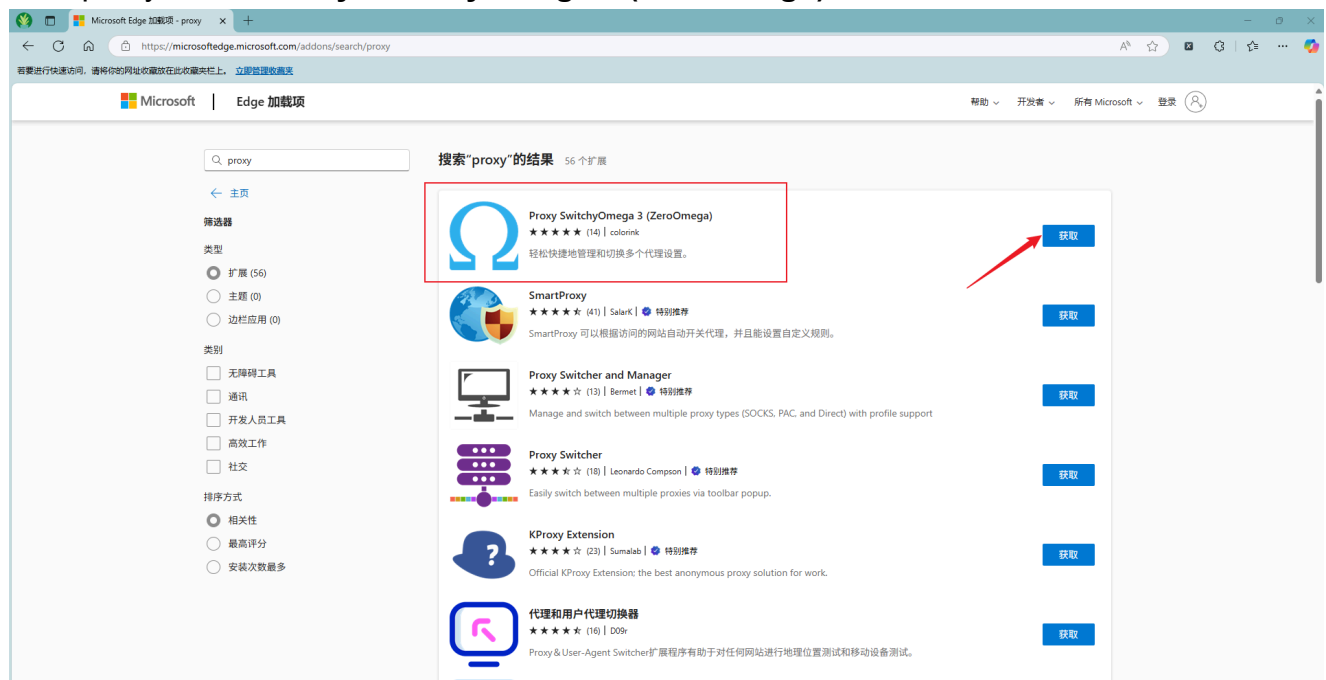 Microsoft Edge 加载项 - proxy
https://microsoftedge.microsoft.com/addons/search/proxy
若要进行快速访问，请将你的网址收藏放在此收藏夹栏上。 立即管理收藏夹
Microsoft | Edge 加载项
帮助 开发者 所有 Microsoft 登录
proxy
搜索"proxy"的结果 56 个扩展
主页
筛选器
类型
扩展 (56)
主题 (0)
边栏应用 (0)
类别
无障碍工具
通讯
开发人员工具
高效工作
社交
排序方式
相关性
最高评分
安装次数最多
Proxy SwitchyOmega 3 (ZeroOmega)
★★★★★ (14) | colorink
轻松快捷地管理和切换多个代理设置。
获取
SmartProxy
(41) | SalarK | 特别推荐
SmartProxy 可以根据访问的网站自动开关代理，并且能设置自定义规则。
获取
Proxy Switcher and Manager
★★★★☆ (13) | Bernet | 特别推荐
Manage and switch between multiple proxy types (SOCKS, PAC, and Direct) with profile support
获取
Proxy Switcher
(18) | Leonardo Compson | 特别推荐
Easily switch between multiple proxies via toolbar popup.
获取
KProxy Extension
★★★★☆ (23) | Sumalab | 特别推荐
Official KProxy Extension; the best anonymous proxy solution for work.
获取
代理和用户代理切换器
(16) | D09r
Proxy & User-Agent Switcher扩展程序有助于对任何网站进行地理位置测试和移动设备测试。
获取